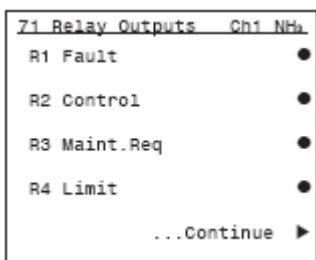 71 Relay Outputs Ch1 NH₃
R1 Fault ●
R2 Control ●
R3 Maint.Req ●
R4 Limit ●
...Continue ▶